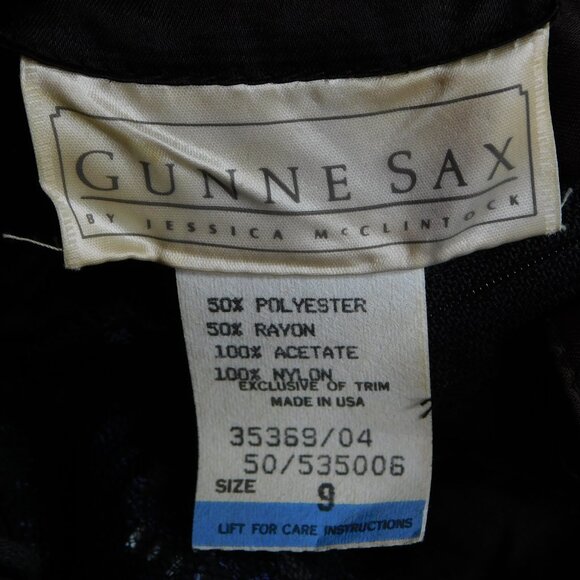 GUNNE SAX
BY JESSICA McCLINTOCK
50% POLYESTER
50% RAYON
100% ACETATE
100% NYLON
EXCLUSIVE OF TRIM
MADE IN USA
35369/04
50/535006
SIZE 9
LIFT FOR CARE INSTRUCTIONS